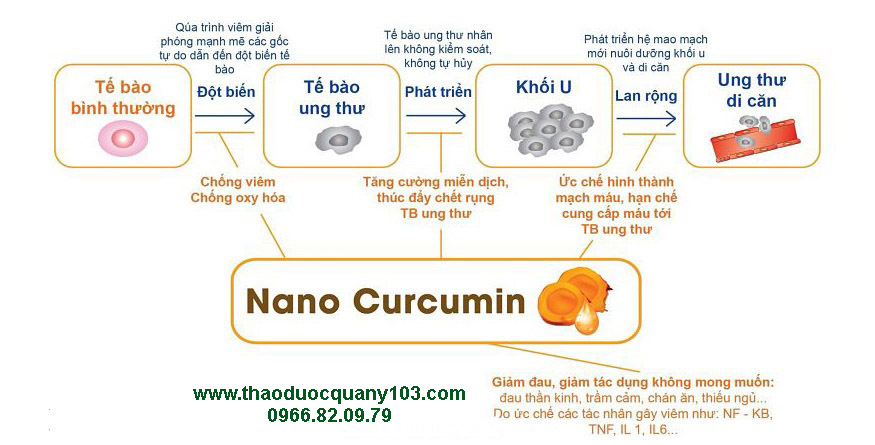 Qúa trình viêm giải
phóng mạnh mẽ các gốc
tự do dẫn đến đột biến tế
bào
Tế bào ung thư nhân
lên không kiểm soát,
không tự hủy
Phát triển hệ mao mạch
mới nuôi dưỡng khối u
và di căn
Tế bào
bình thường
Đột biến
Tế bào
ung thư
Phát triển
Khối U
Lan rộng
Ung thư
di căn
Chống viêm
Chống oxy hóa
Tăng cường miễn dịch,
thúc đẩy chết rụng
TB ung thư
Ức chế hình thành
mạch máu, hạn chế
cung cấp máu tới
TB ung thư
Nano Curcumin
www.thaoduocquany103.com
0966.82.09.79
Giảm đau, giảm tác dụng không mong muốn:
đau thần kinh, trầm cảm, chán ăn, thiếu ngủ...
Do ức chế các tác nhân gây viêm như: NF - KB,
TNF, IL 1, IL6...